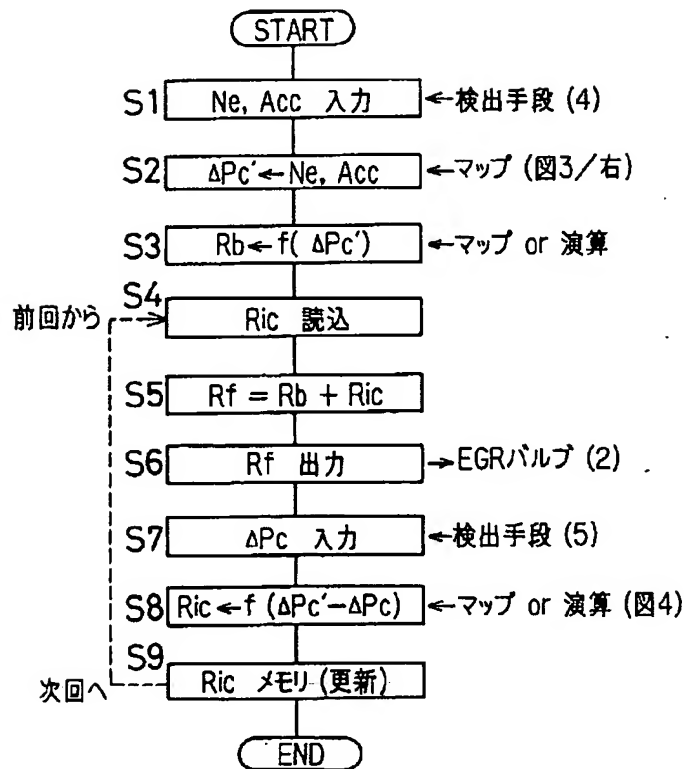 START
S1 Ne, Acc 入力 ←検出手段 (4)
S2 ΔPc'←Ne, Acc ←マップ (図3/右)
S3 Rb←f( ΔPc') ←マップ or 演算
S4
前回から Ric 読込
S5 Rf = Rb + Ric
S6 Rf 出力 →EGRバルブ (2)
S7 ΔPc 入力 ←検出手段 (5)
S8 Ric←f (ΔPc'-ΔPc) ←マップ or 演算 (図4)
S9
次回へ Ric メモリ (更新)
END